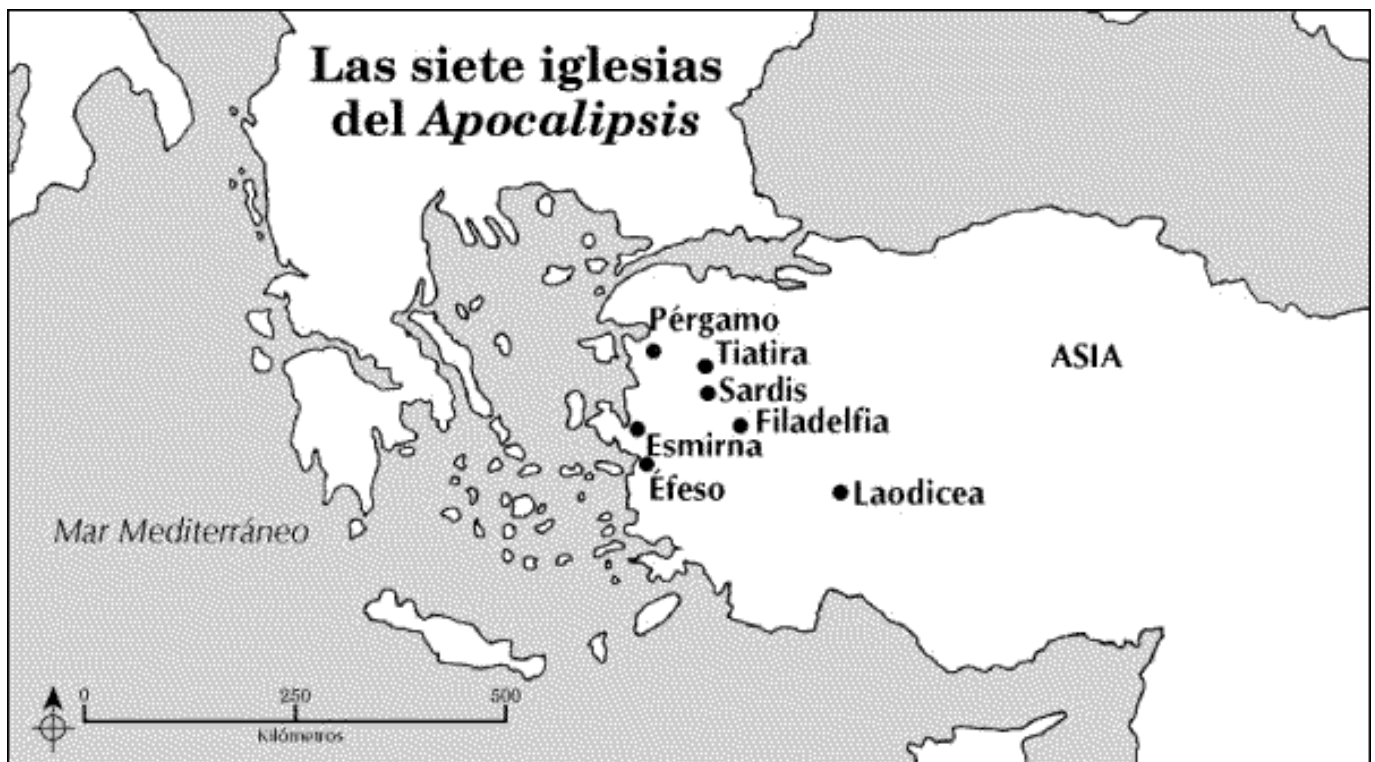 Las siete iglesias
del Apocalipsis
Pérgamo
Tiatira
ASIA
Sardis
Filadelfia
Esmirna
Éfeso
Laodicea
Mar Mediterráneo
0 250 500
Kilómetros